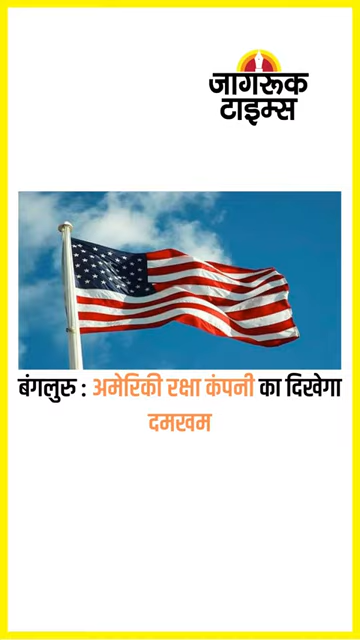 जागरूक
टाइम्स
बंगलुरु : अमेरिकी रक्षा कंपनी का दिखेगा
दमखम